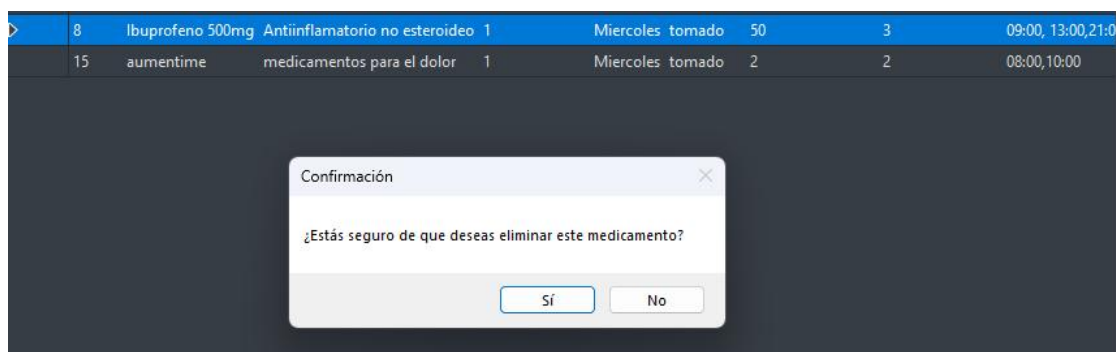 8 Ibuprofeno 500mg Antiinflamatorio no esteroideo 1 Miercoles tomado 50 3 09:00, 13:00,21:0
15 aumentime medicamentos para el dolor 1 Miercoles tomado 2 2 08:00,10:00
Confirmación
¿Estás seguro de que deseas eliminar este medicamento?
Sí No